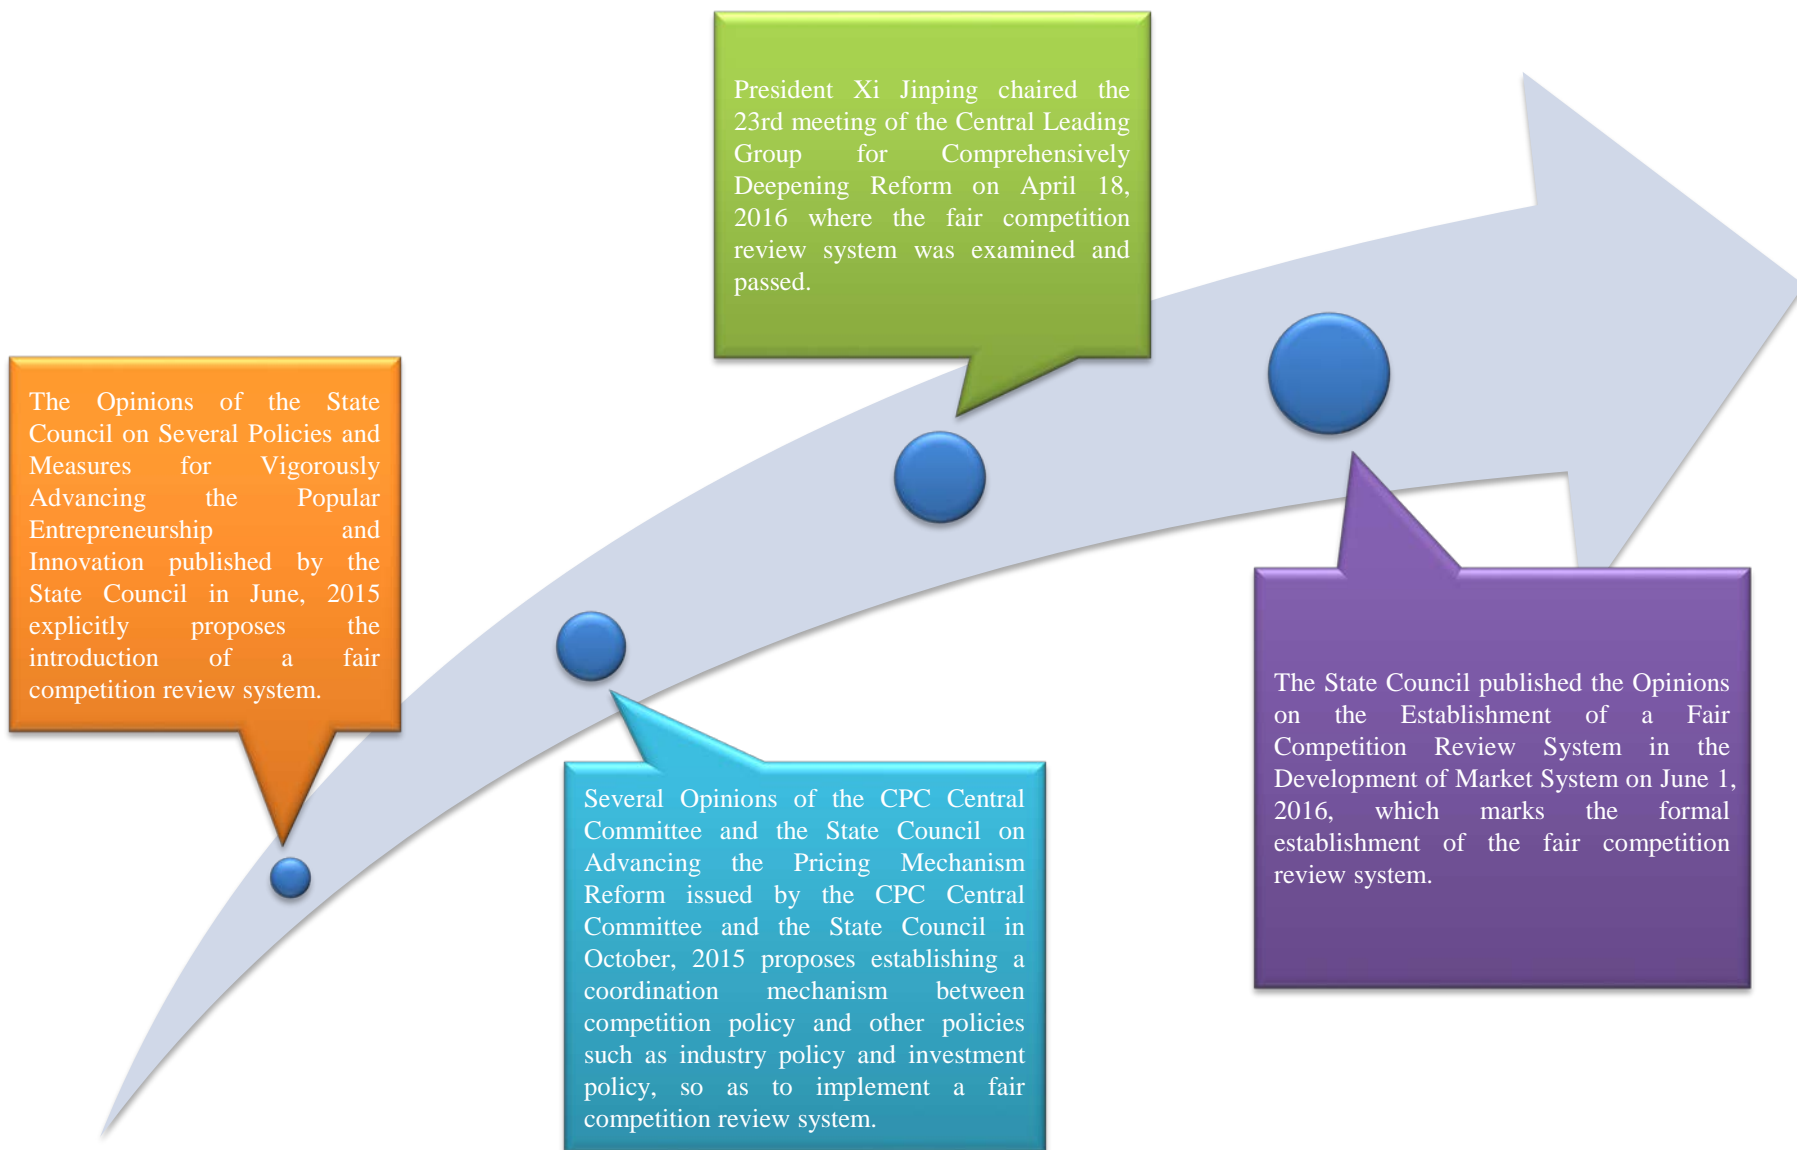 The Opinions of the State
Council on Several Policies and
Measures for Vigorously
Advancing the Popular
Entrepreneurship and
Innovation published by the
State Council in June, 2015
explicitly proposes the
introduction of a fair
competition review system.
Several Opinions of the CPC Central
Committee and the State Council on
Advancing the Pricing Mechanism
Reform issued by the CPC Central
Committee and the State Council in
October, 2015 proposes establishing a
coordination mechanism between
competition policy and other policies
such as industry policy and investment
policy, so as to implement a fair
competition review system.
President Xi Jinping chaired the
23rd meeting of the Central Leading
Group for Comprehensively
Deepening Reform on April 18,
2016 where the fair competition
review system was examined and
passed.
The State Council published the Opinions
on the Establishment of a Fair
Competition Review System in the
Development of Market System on June 1,
2016, which marks the formal
establishment of the fair competition
review system.